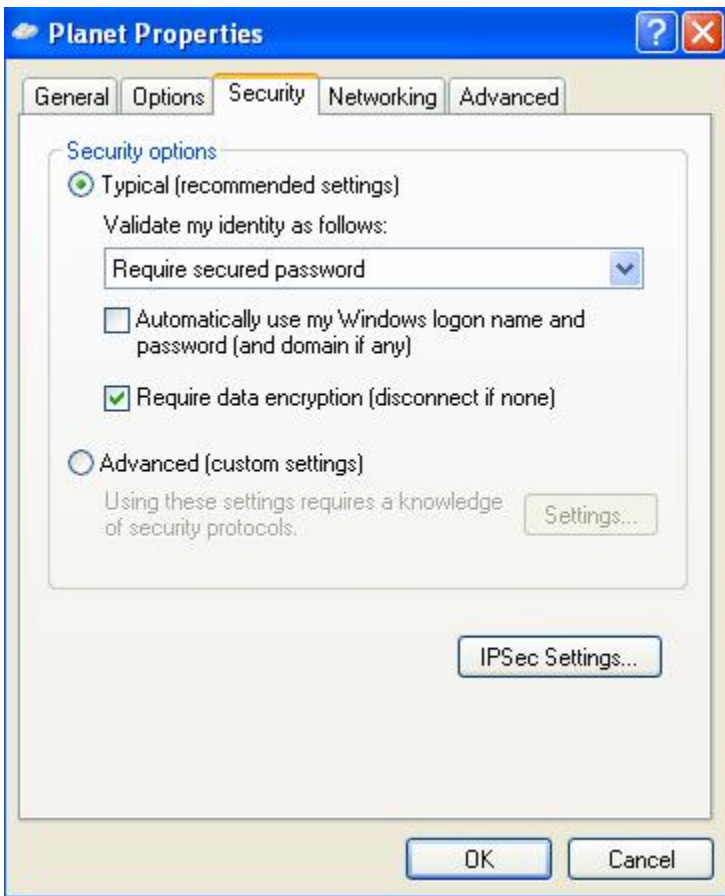 Planet Properties
General Options Security Networking Advanced
Security options
Typical (recommended settings)
Validate my identity as follows:
Require secured password
Automatically use my Windows logon name and
password (and domain if any)
Require data encryption (disconnect if none)
Advanced (custom settings)
Using these settings requires a knowledge
of security protocols.
Settings...
IPSec Settings...
OK Cancel